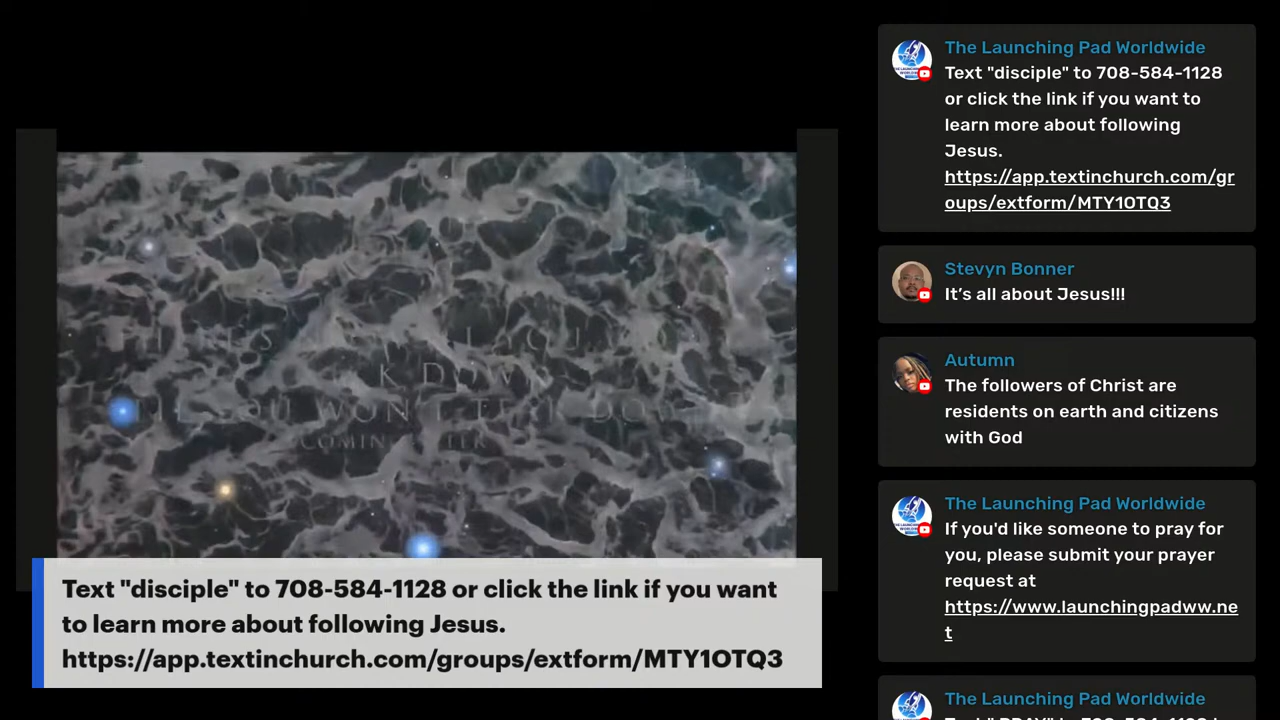 K DOWN
COMIN
Text "disciple" to 708-584-1128 or click the link if you want
to learn more about following Jesus.
https://app.textinchurch.com/groups/extform/MTY1OTQ3
The Launching Pad Worldwide
Text "disciple" to 708-584-1128
or click the link if you want to
learn more about following
Jesus.
https://app.textinchurch.com/gr
oups/extform/MTY1OTQ3
Stevyn Bonner
It’s all about Jesus!!!
Autumn
The followers of Christ are
residents on earth and citizens
with God
The Launching Pad Worldwide
If you'd like someone to pray for
you, please submit your prayer
request at
https://www.launchingpadww.ne
t
The Launching Pad Worldwide